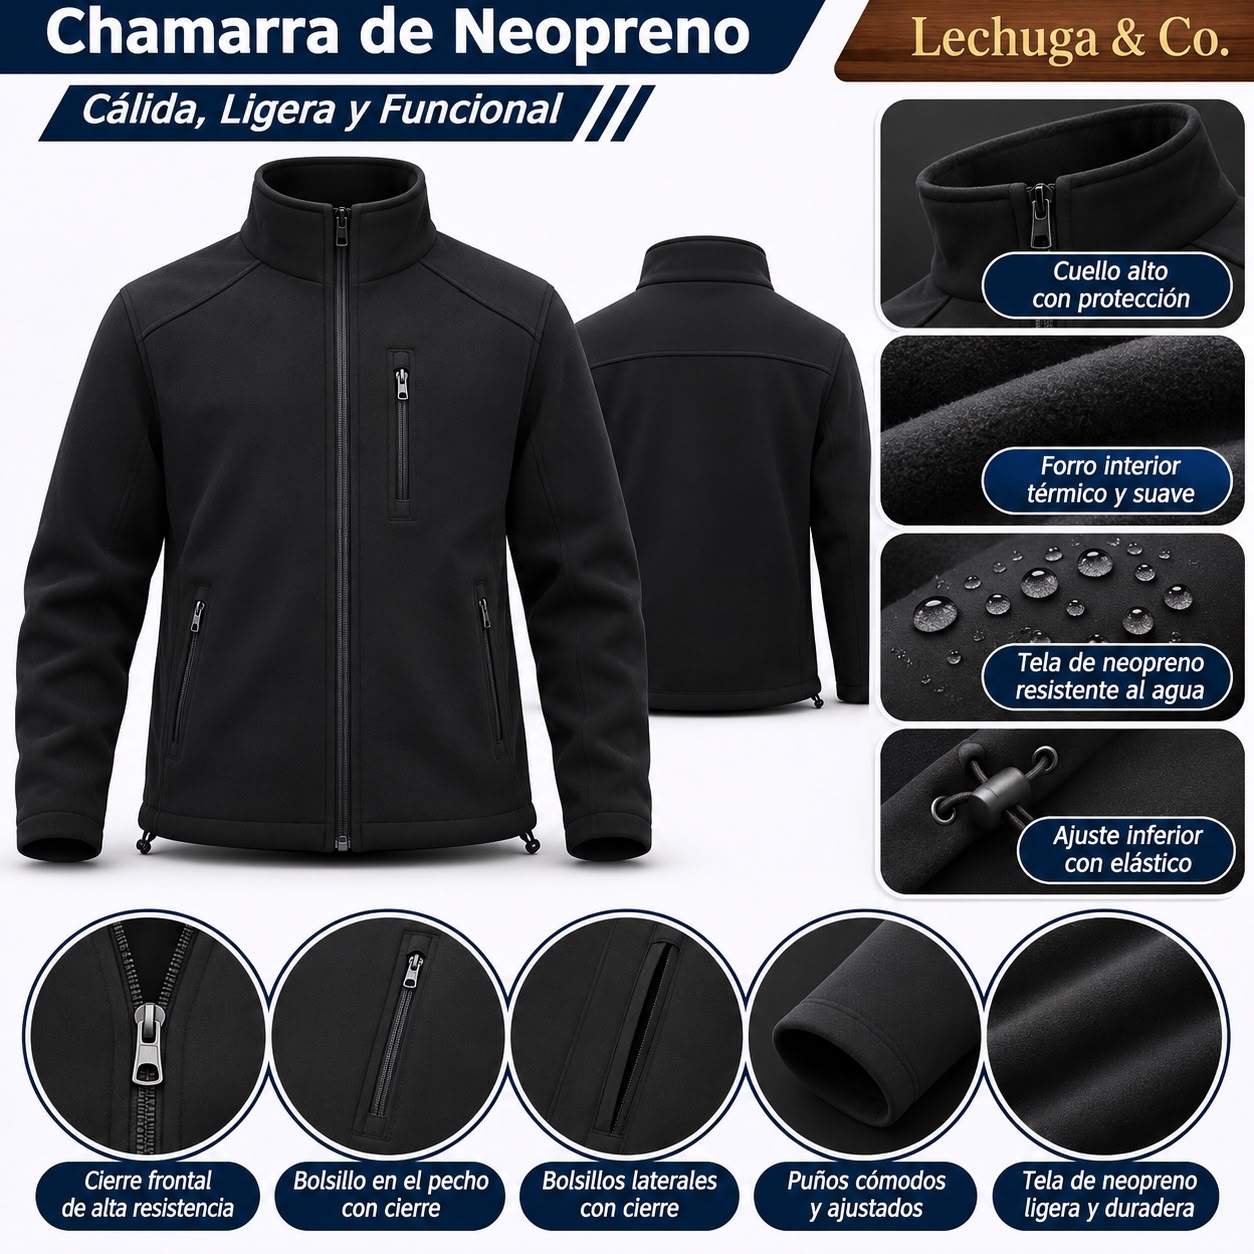 Chamarra de Neopreno
Lechuga & Co.
Cálida, Ligera y Funcional
Cuello alto
con protección
Forro interior
térmico y suave
Tela de neopreno
resistente al agua
Ajuste inferior
con elástico
Cierre frontal
de alta resistencia
Bolsillo en el pecho
con cierre
Bolsillos laterales
con cierre
Puños cómodos
y ajustados
Tela de neopreno
ligera y duradera